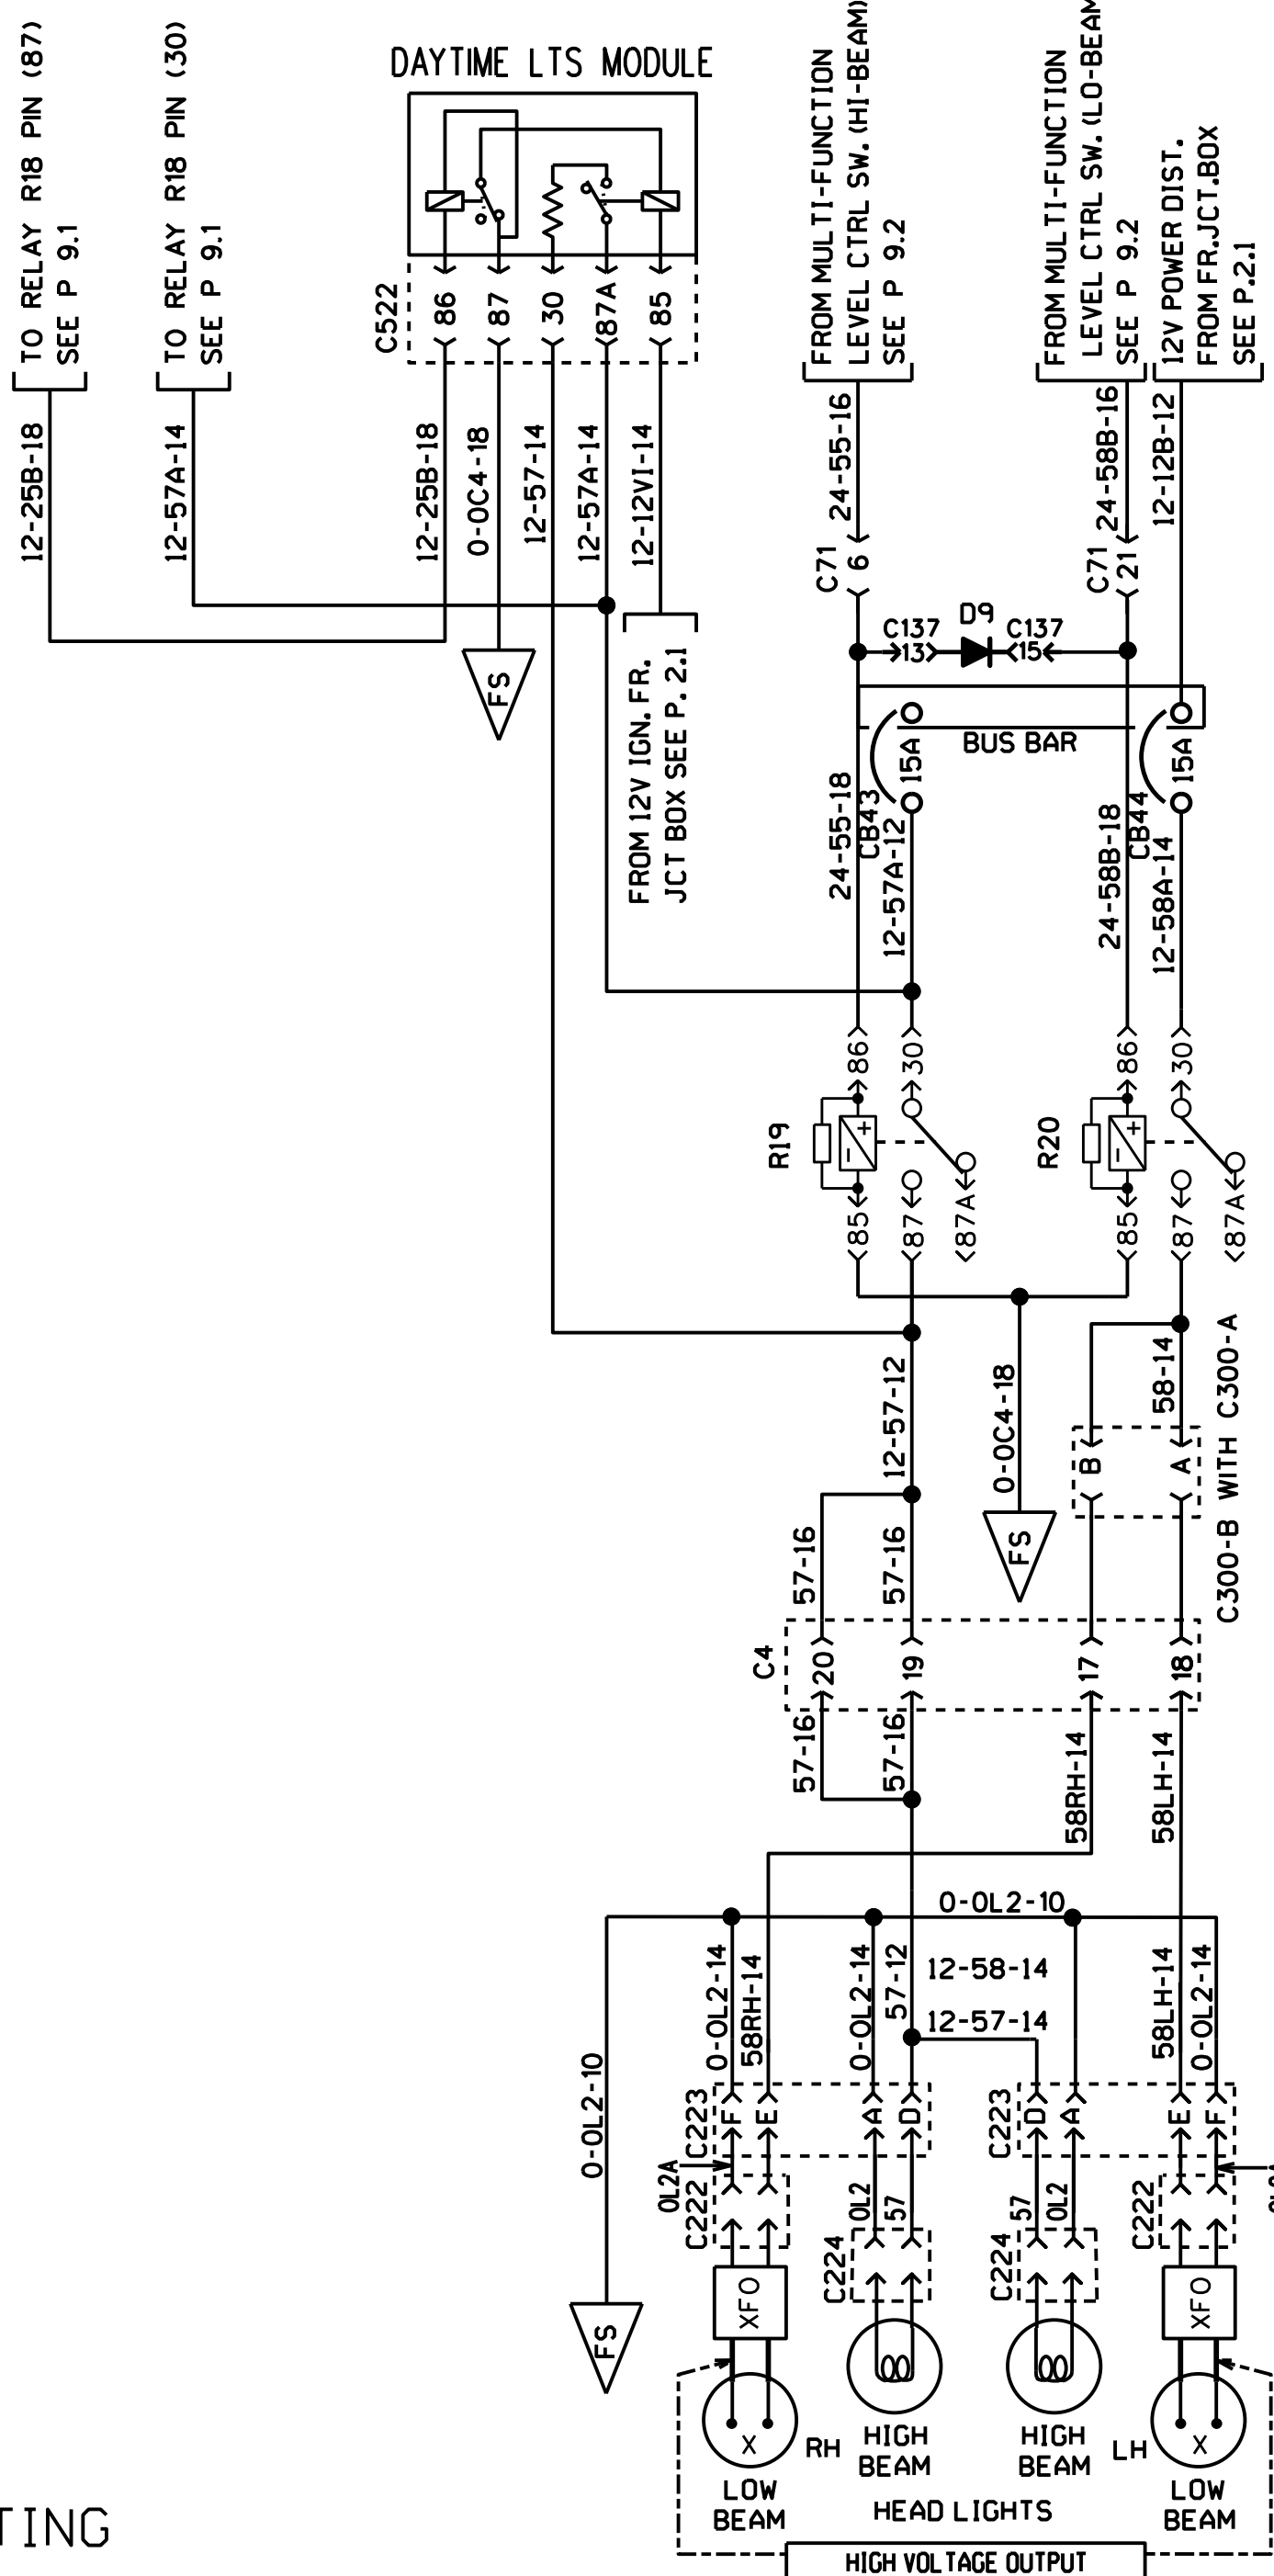 TO RELAY R18 PIN (87)
SEE P 9.1
TO RELAY R18 PIN (30)
SEE P 9.1
DAYTIME LTS MODULE
C522
86
87
30
87A
85
FROM MULTI-FUNCTION
LEVEL CTRL SW. (HI-BEAM)
SEE P 9.2
FROM MULTI-FUNCTION
LEVEL CTRL SW. (LO-BEAM
SEE P 9.2
12V POWER DIST.
FROM FR.JCT.BOX
SEE P.2.1
12-25B-18
12-57A-14
12-25B-18
0-0C4-18
12-57-14
12-57A-14
12-12VI-14
24-55-16
24-58B-16
12-12B-12
C71
6
C71
21
C137
13
D9
C137
15
FS
FROM 12V IGN. FR.
JCT BOX SEE P. 2.1
BUS BAR
15A
15A
CB43
CB44
24-55-18
12-57A-12
24-58B-18
12-58A-14
86
30
86
30
R19
R20
85
87
87A
85
87
87A
12-57-12
0-0C4-18
58-14
B
A
C300-B WITH C300-A
FS
57-16
57-16
C4
20
19
17
18
57-16
57-16
58RH-14
58LH-14
0-0L2-10
0-0L2-14
58RH-14
0-0L2-14
57-12
12-58-14
12-57-14
58LH-14
0-0L2-14
0-0L2-10
C223
F
E
A
D
C223
D
A
E
F
0L2A
C222
0L2
57
57
0L2
C222
C224
C224
XFO
XFO
FS
X
RH
HIGH
BEAM
HIGH
BEAM
LH
X
LOW
BEAM
LOW
BEAM
HEAD LIGHTS
HIGH VOLTAGE OUTPUT
TING